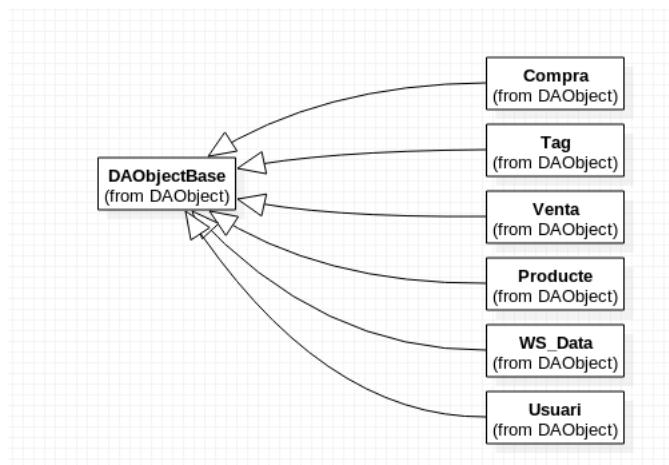 Compra
(from DAObject)
Tag
(from DAObject)
DAObjectBase
(from DAObject)
Venta
(from DAObject)
Producte
(from DAObject)
WS_Data
(from DAObject)
Usuari
(from DAObject)